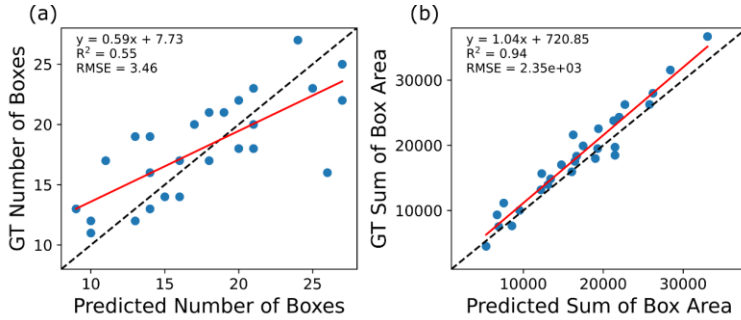 (a)
y = 0.59x + 7.73
R² = 0.55
RMSE = 3.46
GT Number of Boxes
25
20
15
10
10
15
20
25
Predicted Number of Boxes
(b)
y = 1.04x + 720.85
R² = 0.94
RMSE = 2.35e+03
GT Sum of Box Area
30000
20000
10000
10000
20000
30000
Predicted Sum of Box Area